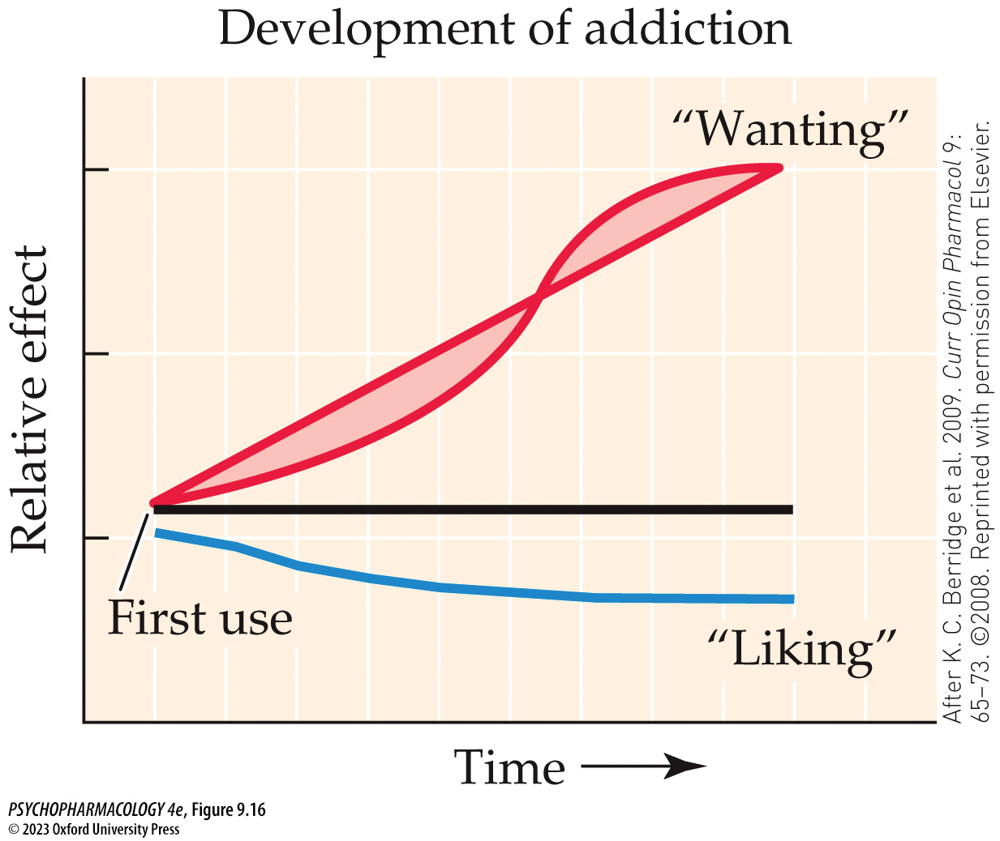 Development of addiction
“Wanting”
Relative effect
First use
“Liking”
Time
After K. C. Berridge et al. 2009. Curr Opin Pharmacol 9:
65–73. ©2008. Reprinted with permission from Elsevier.
PSYCHOPHARMACOLOGY 4e, Figure 9.16
© 2023 Oxford University Press